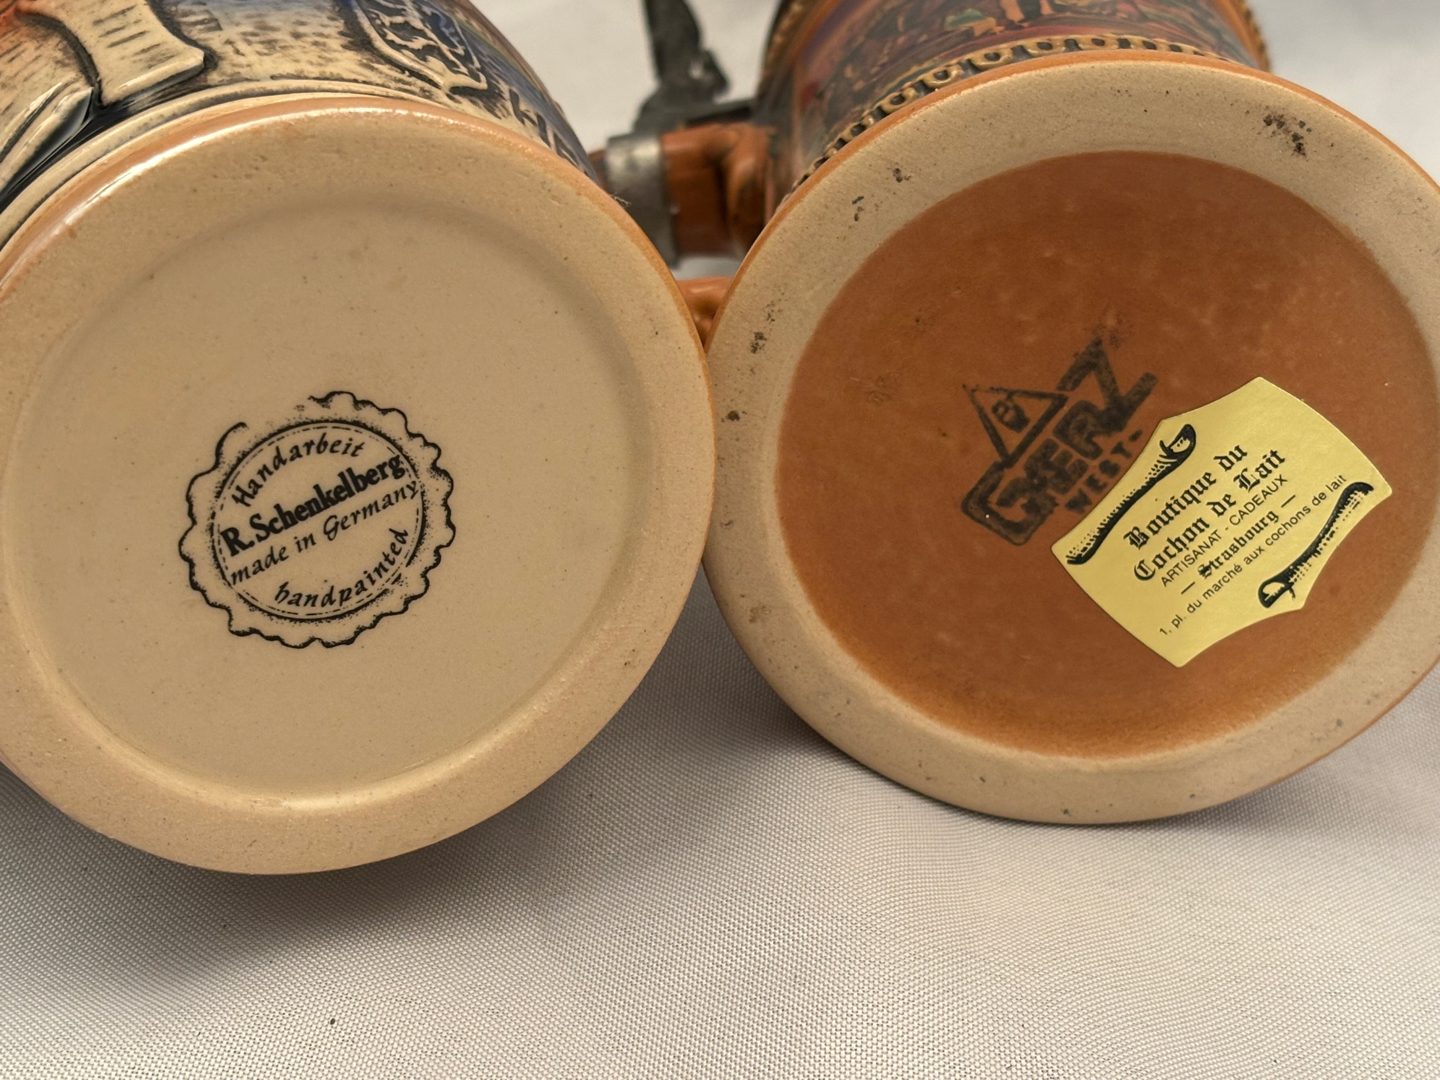 Handarbeit
R. Schenkelberg
made in Germany
handpainted
GMERZ
WEST-
Boutique du
Cochon de Lait
ARTISANAT - CADEAUX
— Strasbourg —
1, pl. du marché aux cochons de lait